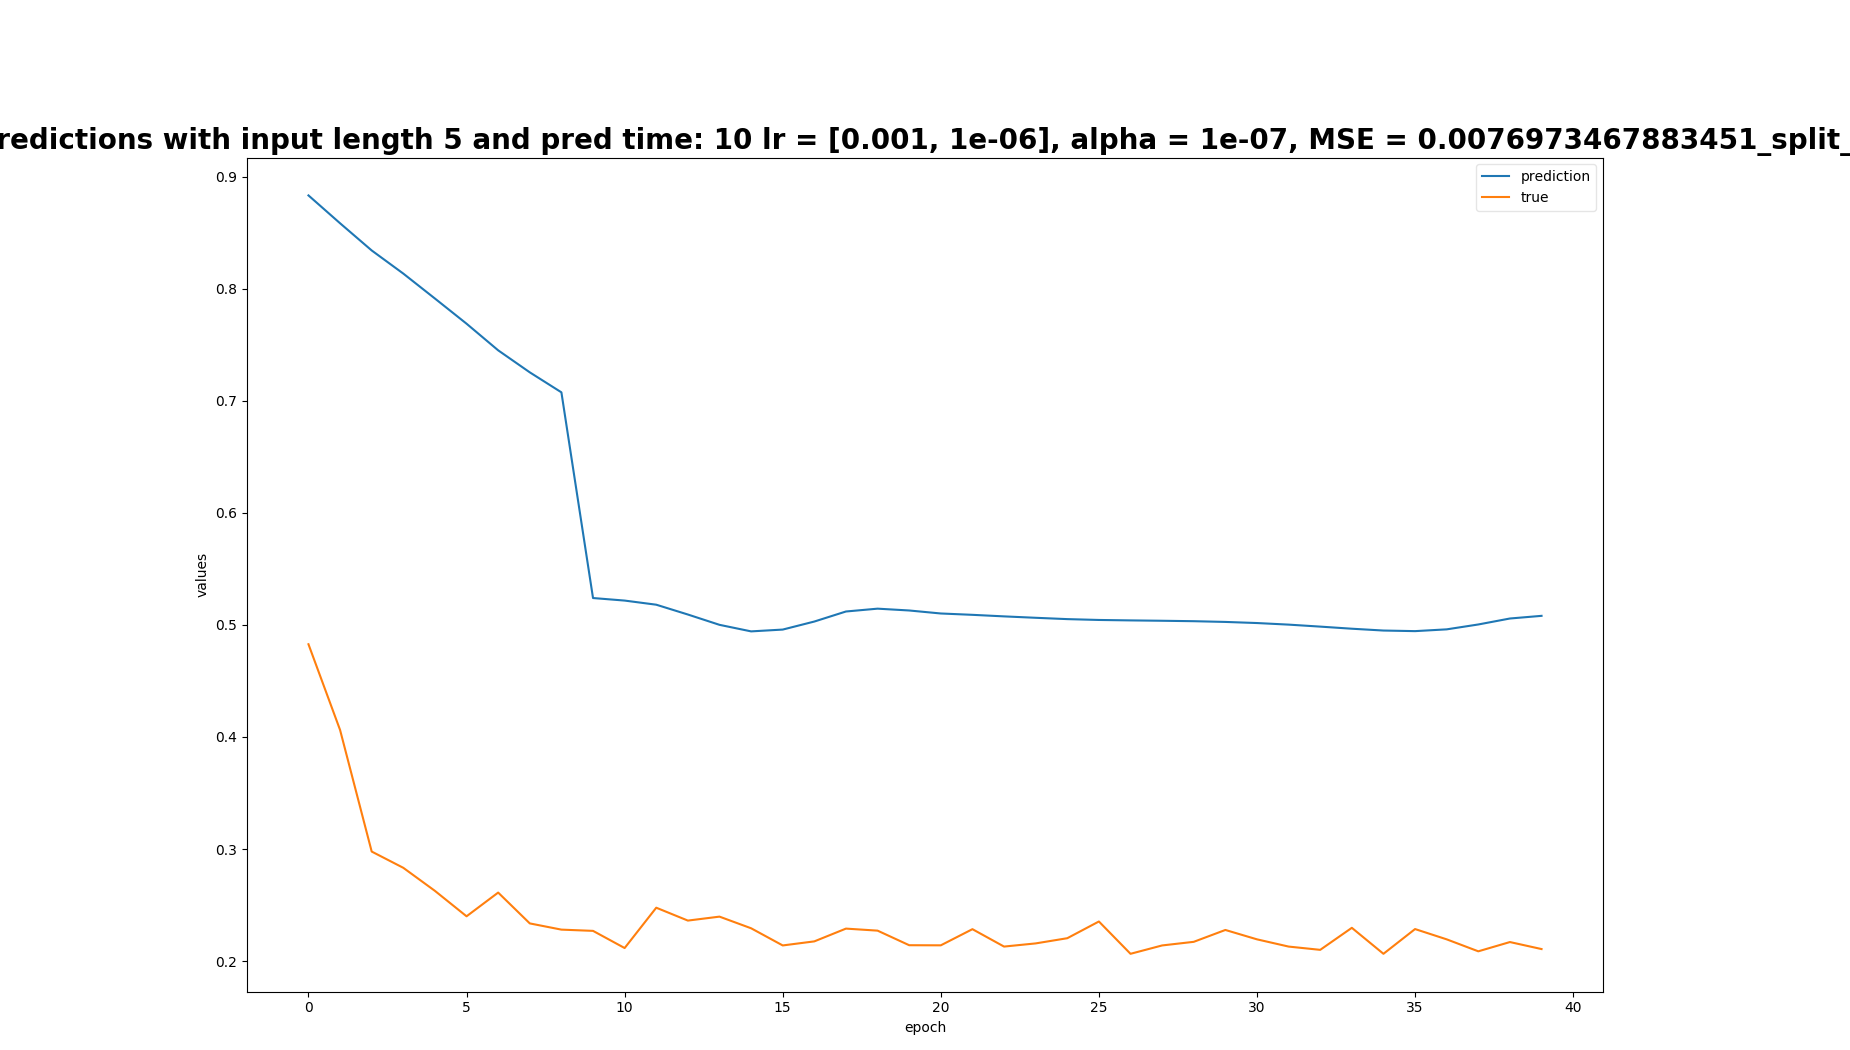 redictions with input length 5 and pred time: 10 lr = [0.001, 1e-06], alpha = 1e-07, MSE = 0.0076973467883451_split_
prediction
true
0.9
0.8
0.7
0.6
0.5
0.4
0.3
0.2
values
0 5 10 15 20 25 30 35 40
epoch